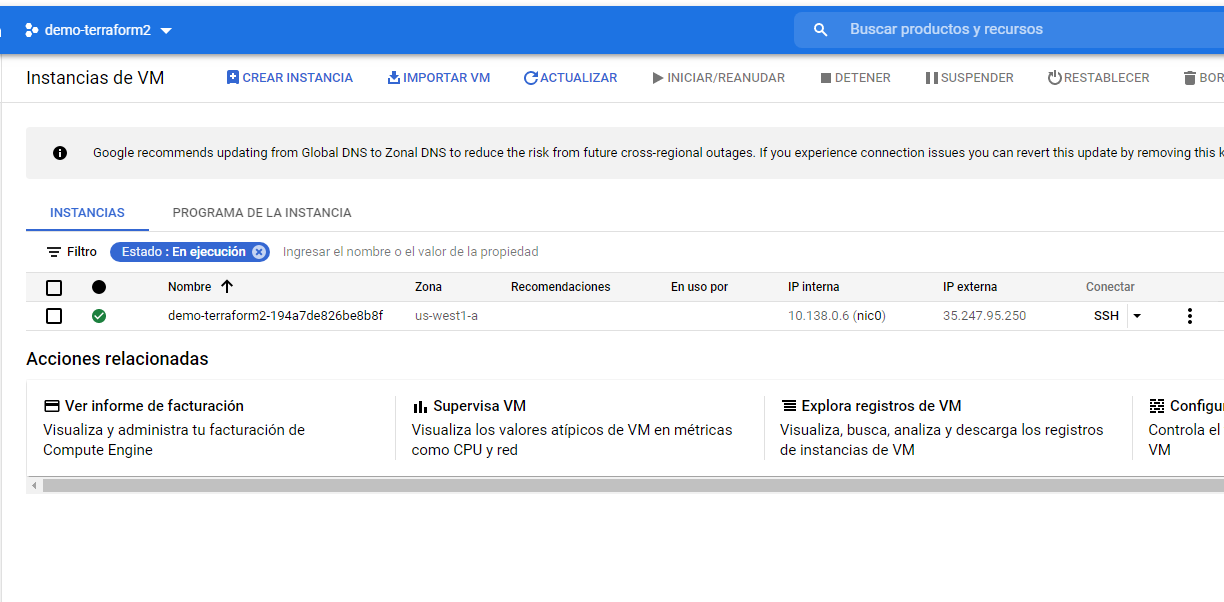 demo-terraform2
Buscar productos y recursos
Instancias de VM
CREAR INSTANCIA
IMPORTAR VM
ACTUALIZAR
INICIAR/REANUDAR
DETENER
SUSPENDER
RESTABLECER
BOR
Google recommends updating from Global DNS to Zonal DNS to reduce the risk from future cross-regional outages. If you experience connection issues you can revert this update by removing this k
INSTANCIAS
PROGRAMA DE LA INSTANCIA
Filtro
Estado : En ejecución
Ingresar el nombre o el valor de la propiedad
Nombre
Zona
Recomendaciones
En uso por
IP interna
IP externa
Conectar
demo-terraform2-194a7de826be8b8f
us-west1-a
10.138.0.6 (nic0)
35.247.95.250
SSH
Acciones relacionadas
Ver informe de facturación
Visualiza y administra tu facturación de
Compute Engine
Supervisa VM
Visualiza los valores atípicos de VM en métricas
como CPU y red
Explora registros de VM
Visualiza, busca, analiza y descarga los registros
de instancias de VM
Configu
Controla el
VM